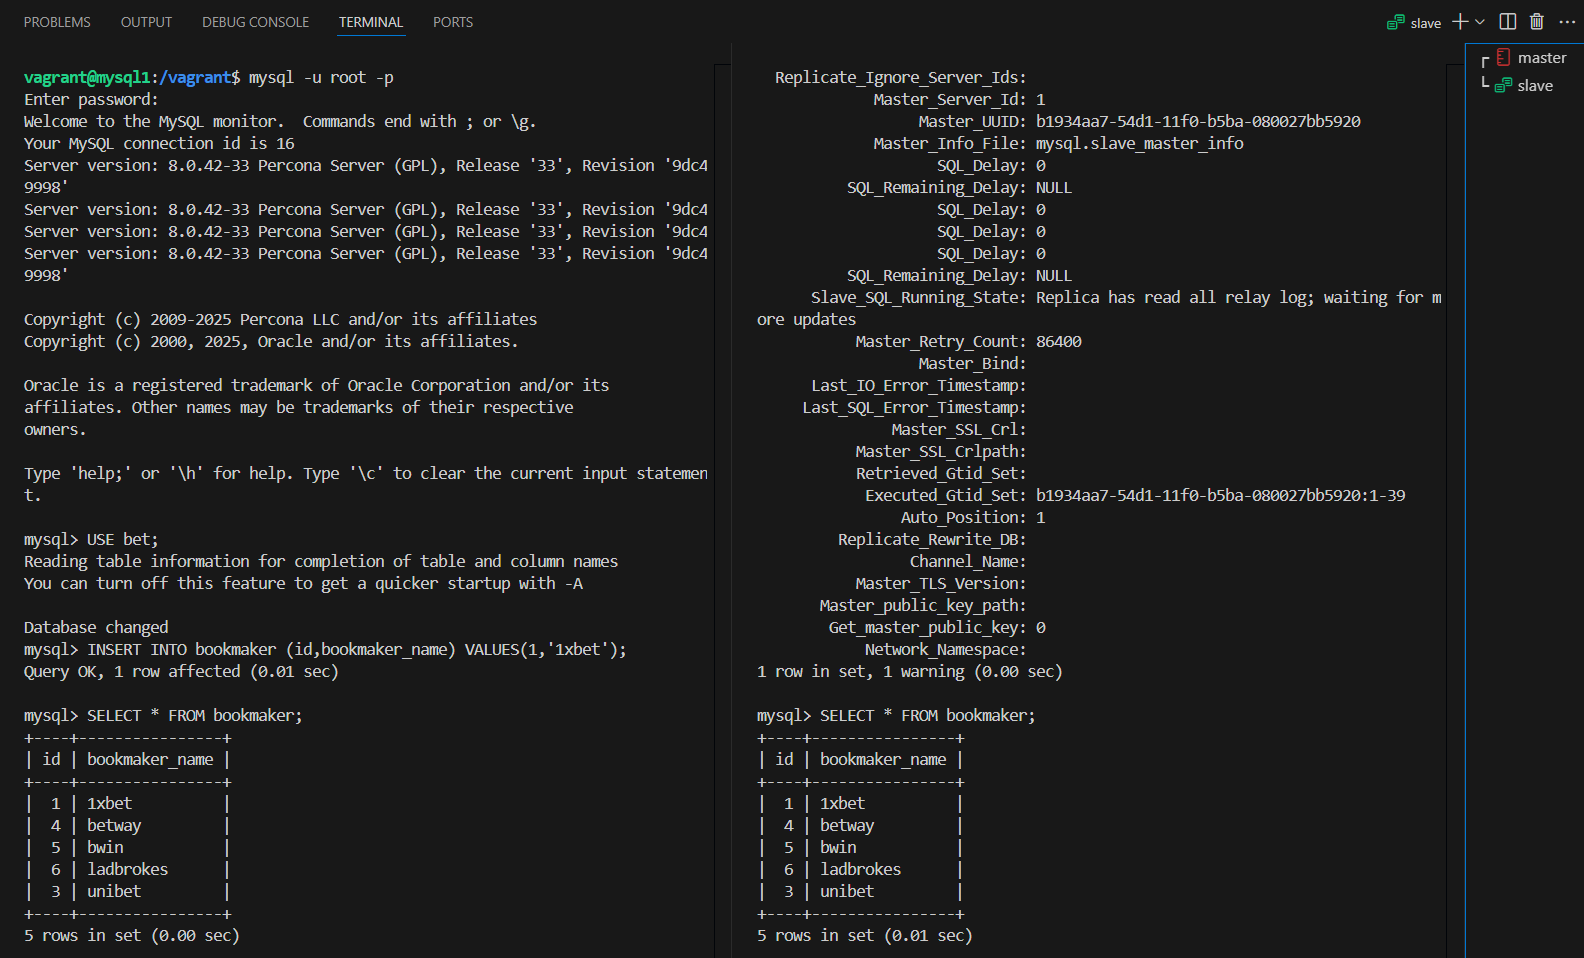 PROBLEMS OUTPUT DEBUG CONSOLE TERMINAL PORTS
slave
master
slave
vagrant@mysql1:/vagrant$ mysql -u root -p
Enter password:
Welcome to the MySQL monitor.  Commands end with ; or \g.
Your MySQL connection id is 16
Server version: 8.0.42-33 Percona Server (GPL), Release '33', Revision '9dc4
9998'
Server version: 8.0.42-33 Percona Server (GPL), Release '33', Revision '9dc4
Server version: 8.0.42-33 Percona Server (GPL), Release '33', Revision '9dc4
Server version: 8.0.42-33 Percona Server (GPL), Release '33', Revision '9dc4
9998'
Copyright (c) 2009-2025 Percona LLC and/or its affiliates
Copyright (c) 2000, 2025, Oracle and/or its affiliates.
Oracle is a registered trademark of Oracle Corporation and/or its
affiliates. Other names may be trademarks of their respective
owners.
Type 'help;' or '\h' for help. Type '\c' to clear the current input statemen
t.
mysql> USE bet;
Reading table information for completion of table and column names
You can turn off this feature to get a quicker startup with -A
Database changed
mysql> INSERT INTO bookmaker (id,bookmaker_name) VALUES(1,'1xbet');
Query OK, 1 row affected (0.01 sec)
mysql> SELECT * FROM bookmaker;
+----+----------------+
| id | bookmaker_name |
+----+----------------+
|  1 | 1xbet          |
|  4 | betway         |
|  5 | bwin           |
|  6 | ladbrokes      |
|  3 | unibet         |
+----+----------------+
5 rows in set (0.00 sec)
Replicate_Ignore_Server_Ids:
Master_Server_Id: 1
Master_UUID: b1934aa7-54d1-11f0-b5ba-080027bb5920
Master_Info_File: mysql.slave_master_info
SQL_Delay: 0
SQL_Remaining_Delay: NULL
SQL_Delay: 0
SQL_Delay: 0
SQL_Delay: 0
SQL_Remaining_Delay: NULL
Slave_SQL_Running_State: Replica has read all relay log; waiting for m
ore updates
Master_Retry_Count: 86400
Master_Bind:
Last_IO_Error_Timestamp:
Last_SQL_Error_Timestamp:
Master_SSL_Crl:
Master_SSL_Crlpath:
Retrieved_Gtid_Set:
Executed_Gtid_Set: b1934aa7-54d1-11f0-b5ba-080027bb5920:1-39
Auto_Position: 1
Replicate_Rewrite_DB:
Channel_Name:
Master_TLS_Version:
Master_public_key_path:
Get_master_public_key: 0
Network_Namespace:
1 row in set, 1 warning (0.00 sec)
mysql> SELECT * FROM bookmaker;
+----+----------------+
| id | bookmaker_name |
+----+----------------+
|  1 | 1xbet          |
|  4 | betway         |
|  5 | bwin           |
|  6 | ladbrokes      |
|  3 | unibet         |
+----+----------------+
5 rows in set (0.01 sec)